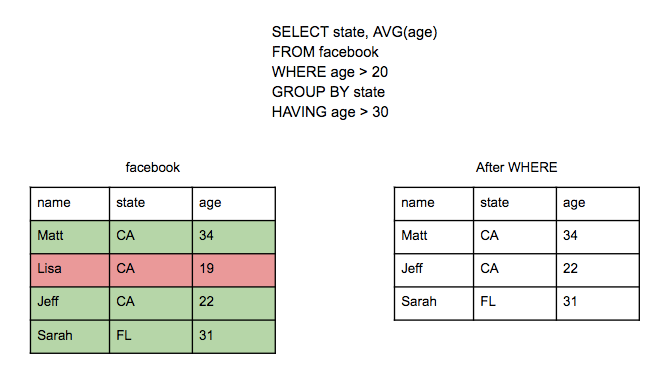 SELECT state, AVG(age)
FROM facebook
WHERE age > 20
GROUP BY state
HAVING age > 30
facebook
name state age
Matt CA 34
Lisa CA 19
Jeff CA 22
Sarah FL 31
After WHERE
name state age
Matt CA 34
Jeff CA 22
Sarah FL 31